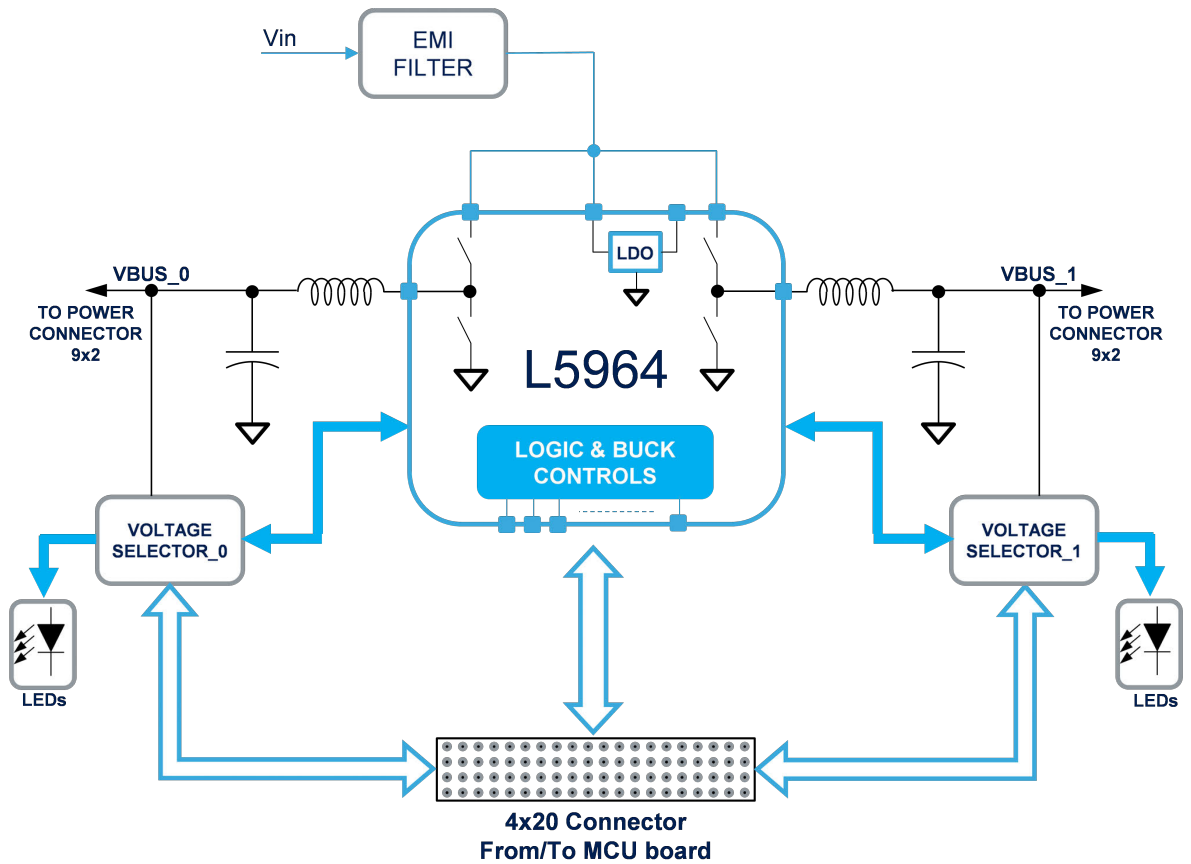 Vin
EMI
FILTER
LDO
VBUS_0
VBUS_1
TO POWER
CONNECTOR
9x2
TO POWER
CONNECTOR
9x2
L5964
LOGIC & BUCK
CONTROLS
VOLTAGE
SELECTOR_0
VOLTAGE
SELECTOR_1
LEDs
LEDs
4x20 Connector
From/To MCU board